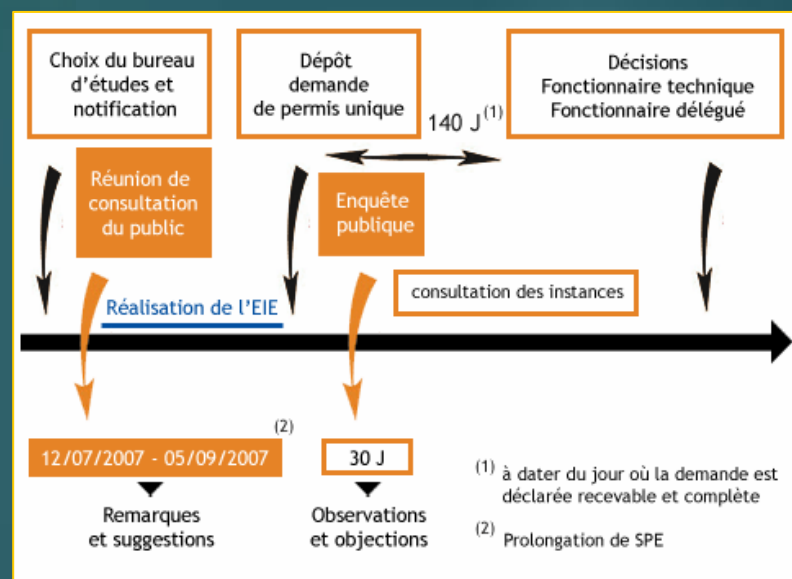 Choix du bureau
d'études et
notification
Dépôt
demande
de permis unique
140 J(1)
Décisions
Fonctionnaire technique
Fonctionnaire délégué
Réunion de
consultation
du public
Enquête
publique
consultation des instances
Réalisation de l'EIE
12/07/2007 - 05/09/2007 (2)
Remarques
et suggestions
30 J
Observations
et objections
(1) à dater du jour où la demande est
déclarée recevable et complète
(2) Prolongation de SPE